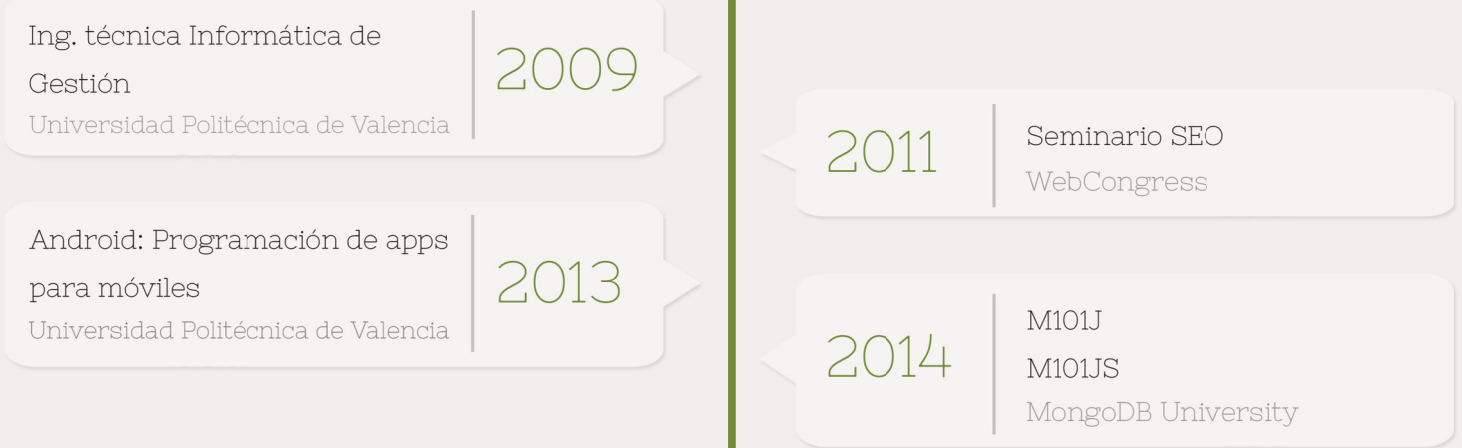 Ing. técnica Informática de
Gestión
Universidad Politécnica de Valencia
2009
2011
Seminario SEO
WebCongress
Android: Programación de apps
para móviles
Universidad Politécnica de Valencia
2013
2014
M101J
M101JS
MongoDB University